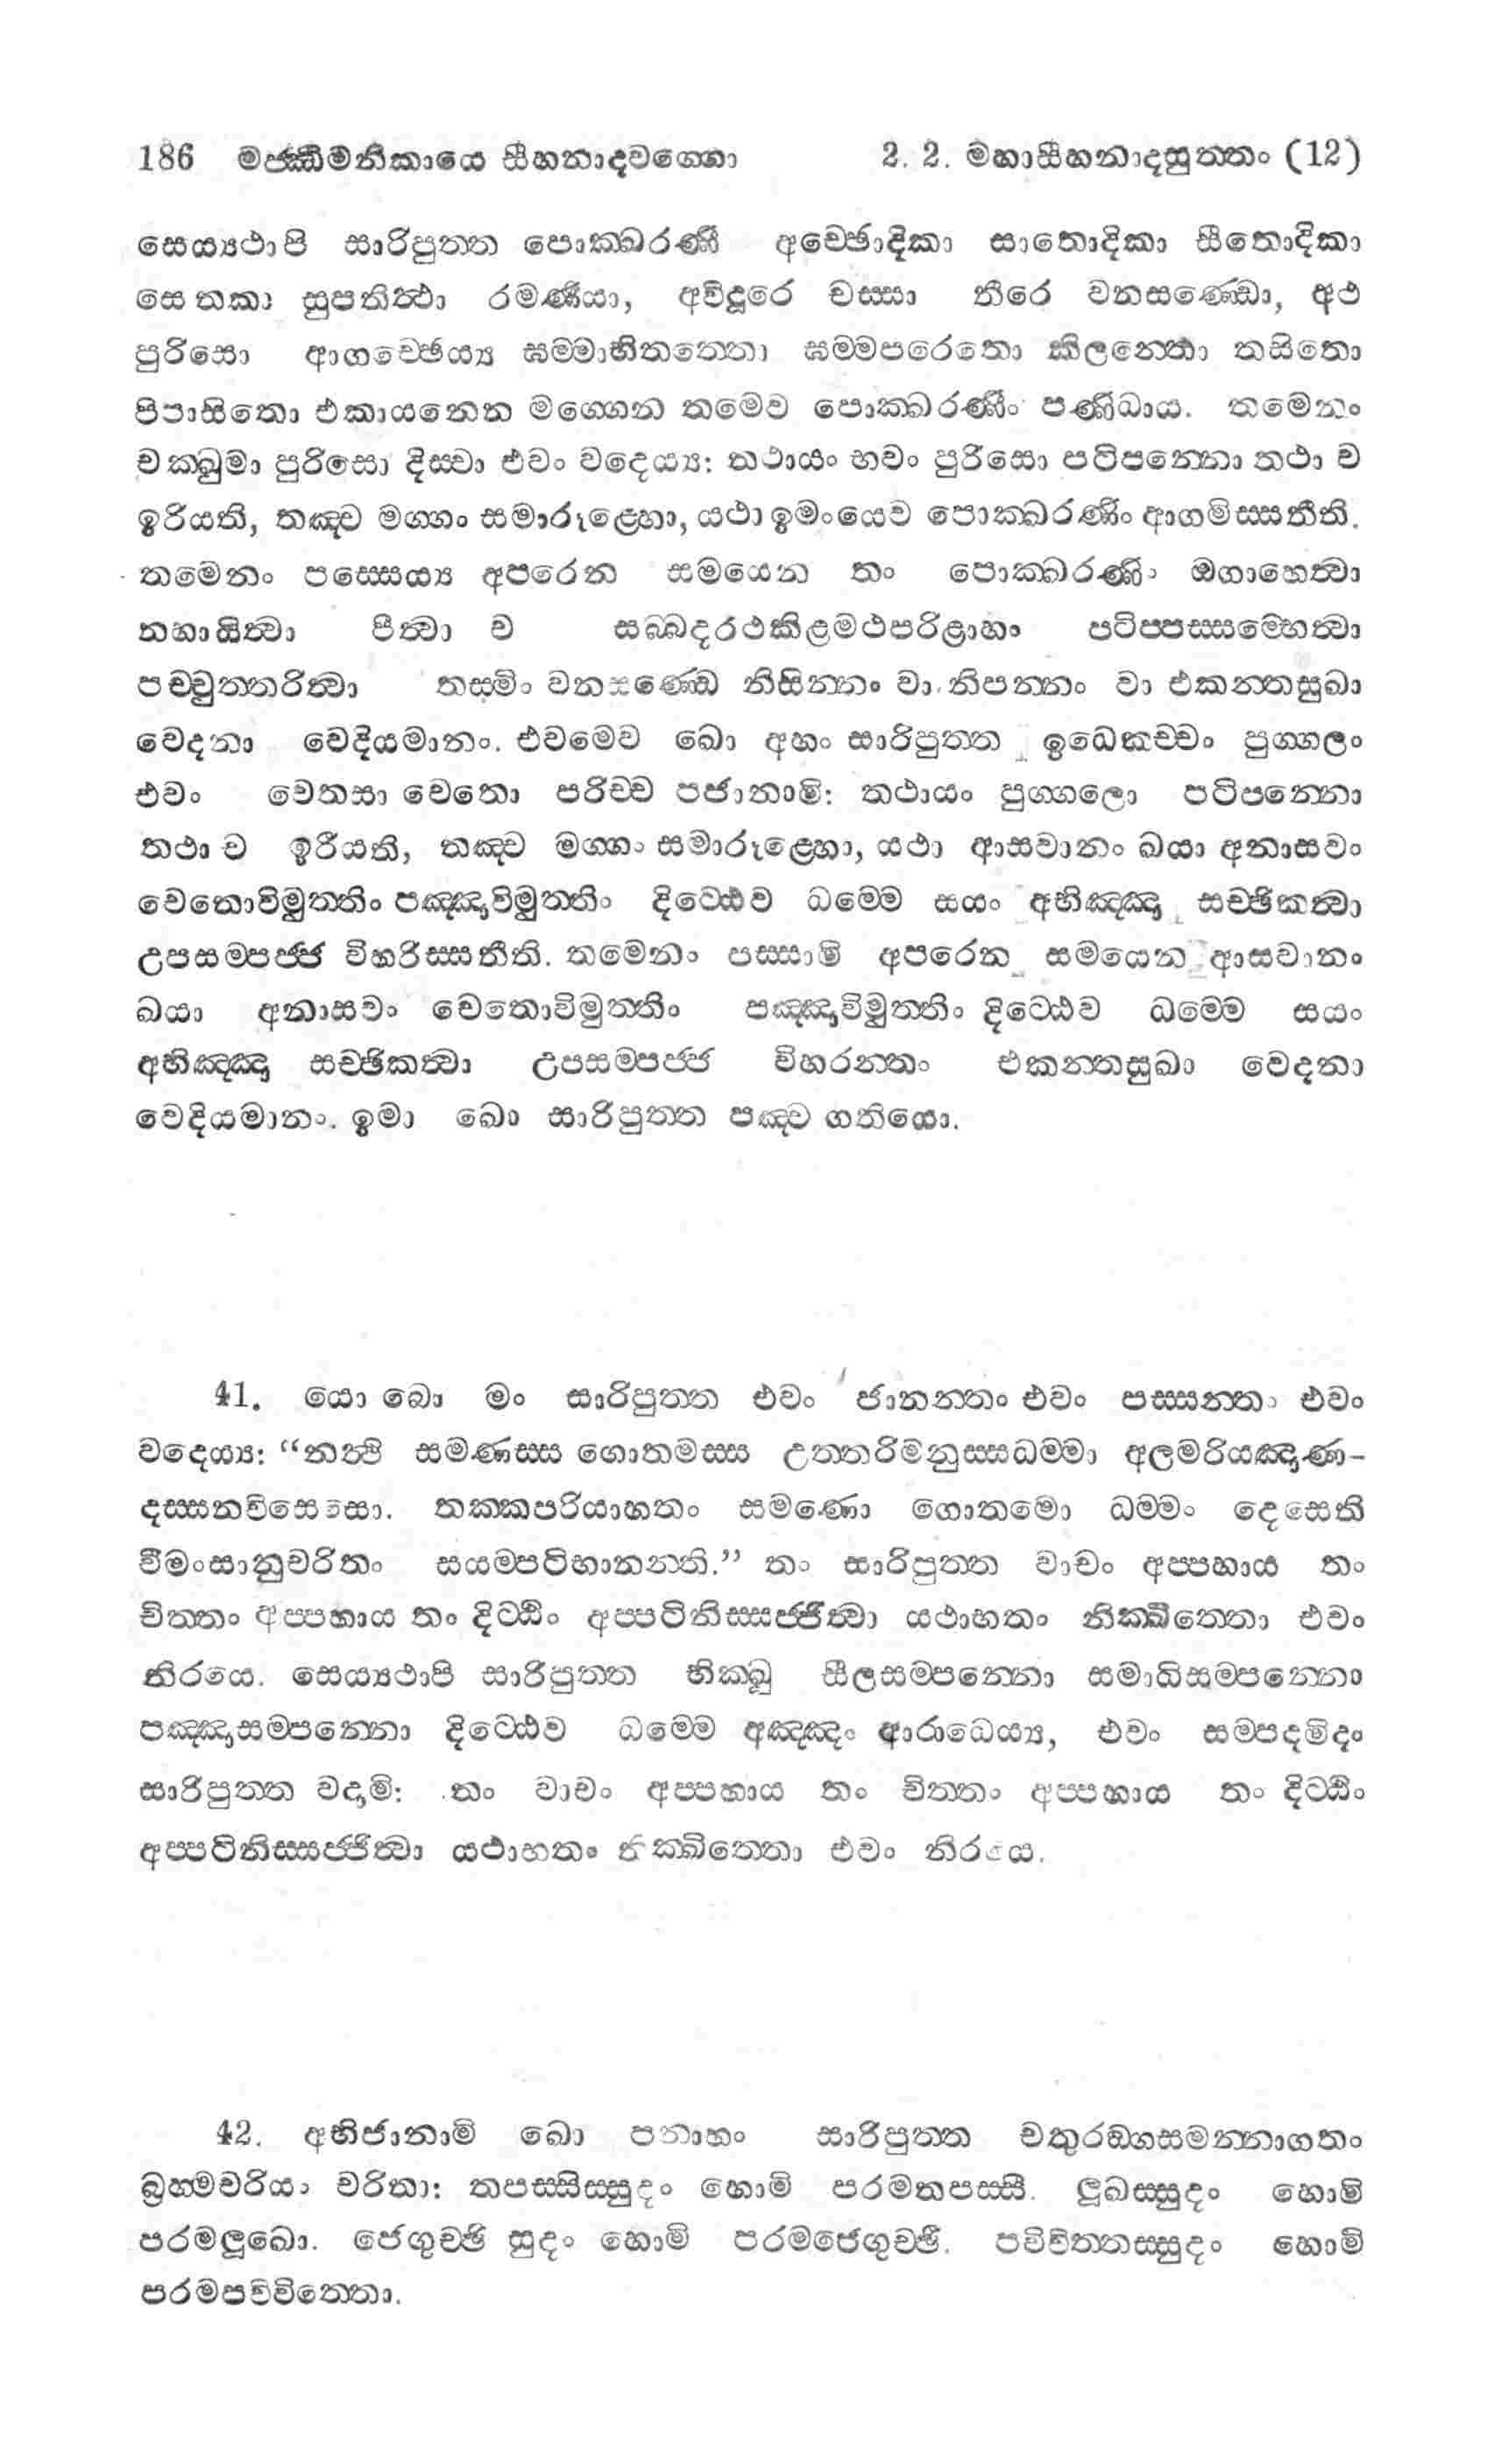 186 මජ්ඣිමනිකායෙ සීහනාදවග්ගො 2. 2. මහාසීහනාදසුත්තං (12)
සෙය්‍යථාපි සාරිපුත්ත පොක්ඛරණී අච්ඡොදිකා සාතොදිකා සීතොදිකා
සෙතකා සුපතිත්ථා රමණීයා, අවිදූරෙ චස්සා තීරෙ වනසණ්ඩො, අථ
පුරිසො ආගච්ඡෙය්‍ය ඝම්මාභිතත්තො ඝම්මපරෙතො කිලන්තො තසිතො
පිපාසිතො එකායනෙන මග්ගෙන තමෙව පොක්ඛරණිං පණිධාය. තමෙනං
චක්ඛුමා පුරිසො දිස්වා එවං වදෙය්‍ය: තථායං භවං පුරිසො පටිපන්නො තථා ච
ඉරියති, තඤ්ච මග්ගං සමාරූළ්හො, යථා ඉමංයෙව පොක්ඛරණිං ආගමිස්සතීති.
තමෙනං පස්සෙය්‍ය අපරෙන සමයෙන තං පොක්ඛරණිං ඔගාහෙත්වා
නහායිත්වා පීත්වා ච සබ්බදරථකිළමථපරිළාහං පටිප්පස්සම්භෙත්වා
පච්චුත්තරිත්වා තස්මිං වනසණ්ඩෙ නිසින්නං වා නිපන්නං වා එකන්තසුඛා
වෙදනා වෙදියමානං. එවමෙව ඛො අහං සාරිපුත්ත ඉධෙකච්චං පුග්ගලං
එවං චෙතසා චෙතො පරිච්ච පජානාමි: තථායං පුග්ගලො පටිපන්නො
තථා ච ඉරීයති, තඤ්ච මග්ගං සමාරූළ්හො, යථා ආසවානං ඛයා අනාසවං
චෙතොවිමුත්තිං පඤ්ඤාවිමුත්තිං දිට්ඨෙව ධම්මෙ සයං අභිඤ්ඤා සච්ඡිකත්වා
උපසම්පජ්ජ විහරිස්සතීති. තමෙනං පස්සාමි අපරෙන සමයෙන ආසවානං
ඛයා අනාසවං චෙතොවිමුත්තිං පඤ්ඤාවිමුත්තිං දිට්ඨෙව ධම්මෙ සයං
අභිඤ්ඤා සච්ඡිකත්වා උපසම්පජ්ජ විහරන්තං එකන්තසුඛා වෙදනා
වෙදියමානං. ඉමා ඛො සාරිපුත්ත පඤ්ච ගතියො.
41. යො ඛො මං සාරිපුත්ත එවං ජානන්තං එවං පස්සන්තං එවං
වදෙය්‍ය: “නත්ථි සමණස්ස ගොතමස්ස උත්තරිමනුස්සධම්මා අලමරියඤාණ-
දස්සනවිසෙසො. තක්කපරියාහතං සමණො ගොතමො ධම්මං දෙසෙති
වීමංසානුචරිතං සයම්පටිභානන්ති.” තං සාරිපුත්ත වාචං අප්පහාය තං
චිත්තං අප්පහාය තං දිට්ඨිං අප්පටිනිස්සජ්ජිත්වා යථාභතං නික්ඛිත්තො එවං
නිරයෙ. සෙය්‍යථාපි සාරිපුත්ත භික්ඛු සීලසම්පන්නො සමාධිසම්පන්නො
පඤ්ඤාසම්පන්නො දිට්ඨෙව ධම්මෙ අඤ්ඤං ආරාධෙය්‍ය, එවං සම්පදමිදං
සාරිපුත්ත වදාමි: තං වාචං අප්පහාය තං චිත්තං අප්පහාය තං දිට්ඨිං
අප්පටිනිස්සජ්ජිත්වා යථාභතං නික්ඛිත්තො එවං නිරයෙ.
42. අභිජානාමි ඛො පනාහං සාරිපුත්ත චතුරඞ්ගසමන්නාගතං
බ්‍රහ්මචරියං චරිතා: තපස්සිස්සුදං හොමි පරමතපස්සී. ලූඛස්සුදං හොමි
පරමලූඛො. ජෙගුච්ඡි සුදං හොමි පරමජෙගුච්ඡී. පවිවිත්තස්සුදං හොමි
පරමපවිවිත්තො.